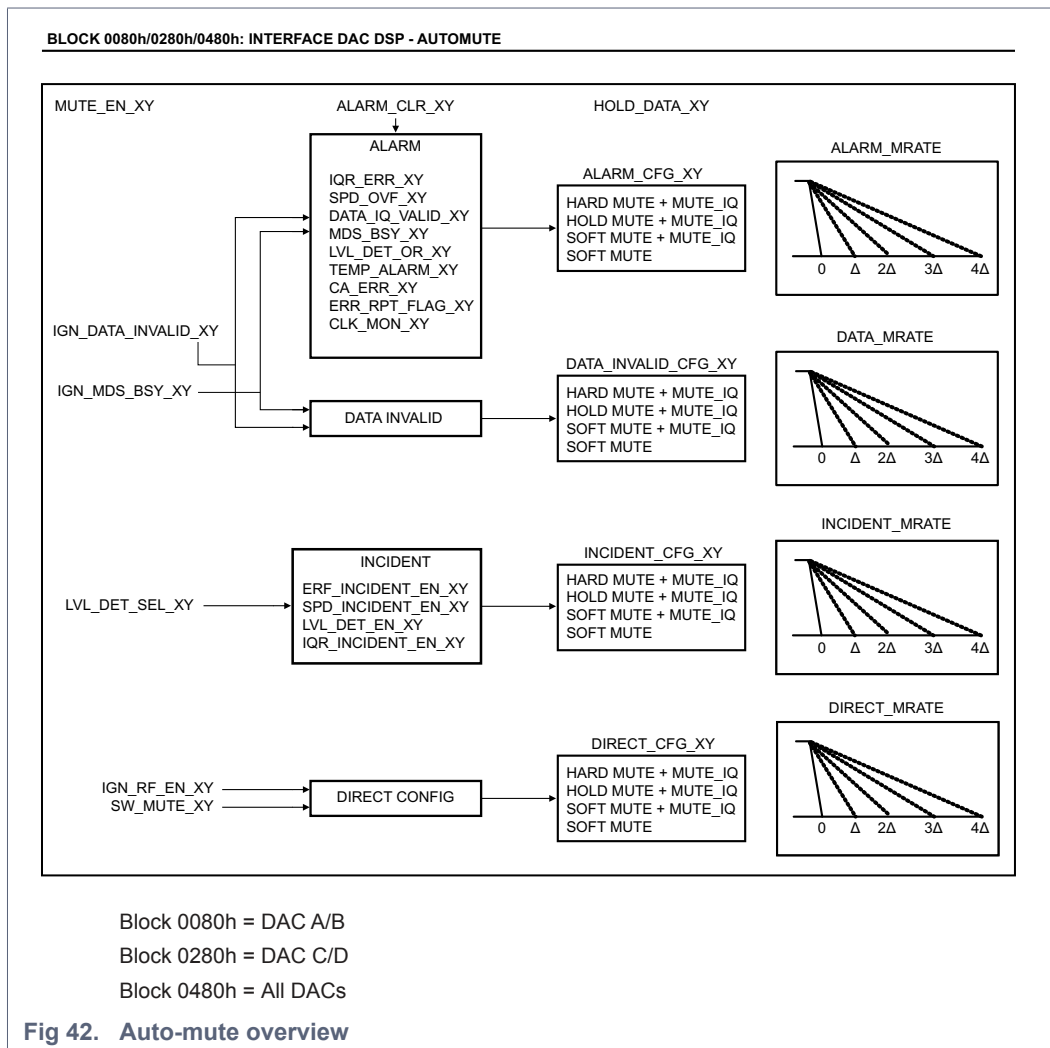 BLOCK 0080h/0280h/0480h: INTERFACE DAC DSP - AUTOMUTE
MUTE_EN_XY
ALARM_CLR_XY
HOLD_DATA_XY
ALARM
IQR_ERR_XY
SPD_OVF_XY
DATA_IQ_VALID_XY
MDS_BSY_XY
LVL_DET_OR_XY
TEMP_ALARM_XY
CA_ERR_XY
ERR_RPT_FLAG_XY
CLK_MON_XY
ALARM_CFG_XY
HARD MUTE + MUTE_IQ
HOLD MUTE + MUTE_IQ
SOFT MUTE + MUTE_IQ
SOFT MUTE
ALARM_MRATE
0 Δ 2Δ 3Δ 4Δ
IGN_DATA_INVALID_XY
IGN_MDS_BSY_XY
DATA INVALID
DATA_INVALID_CFG_XY
HARD MUTE + MUTE_IQ
HOLD MUTE + MUTE_IQ
SOFT MUTE + MUTE_IQ
SOFT MUTE
DATA_MRATE
0 Δ 2Δ 3Δ 4Δ
LVL_DET_SEL_XY
INCIDENT
ERF_INCIDENT_EN_XY
SPD_INCIDENT_EN_XY
LVL_DET_EN_XY
IQR_INCIDENT_EN_XY
INCIDENT_CFG_XY
HARD MUTE + MUTE_IQ
HOLD MUTE + MUTE_IQ
SOFT MUTE + MUTE_IQ
SOFT MUTE
INCIDENT_MRATE
0 Δ 2Δ 3Δ 4Δ
IGN_RF_EN_XY
SW_MUTE_XY
DIRECT CONFIG
DIRECT_CFG_XY
HARD MUTE + MUTE_IQ
HOLD MUTE + MUTE_IQ
SOFT MUTE + MUTE_IQ
SOFT MUTE
DIRECT_MRATE
0 Δ 2Δ 3Δ 4Δ
Block 0080h = DAC A/B
Block 0280h = DAC C/D
Block 0480h = All DACs
Fig 42. Auto-mute overview